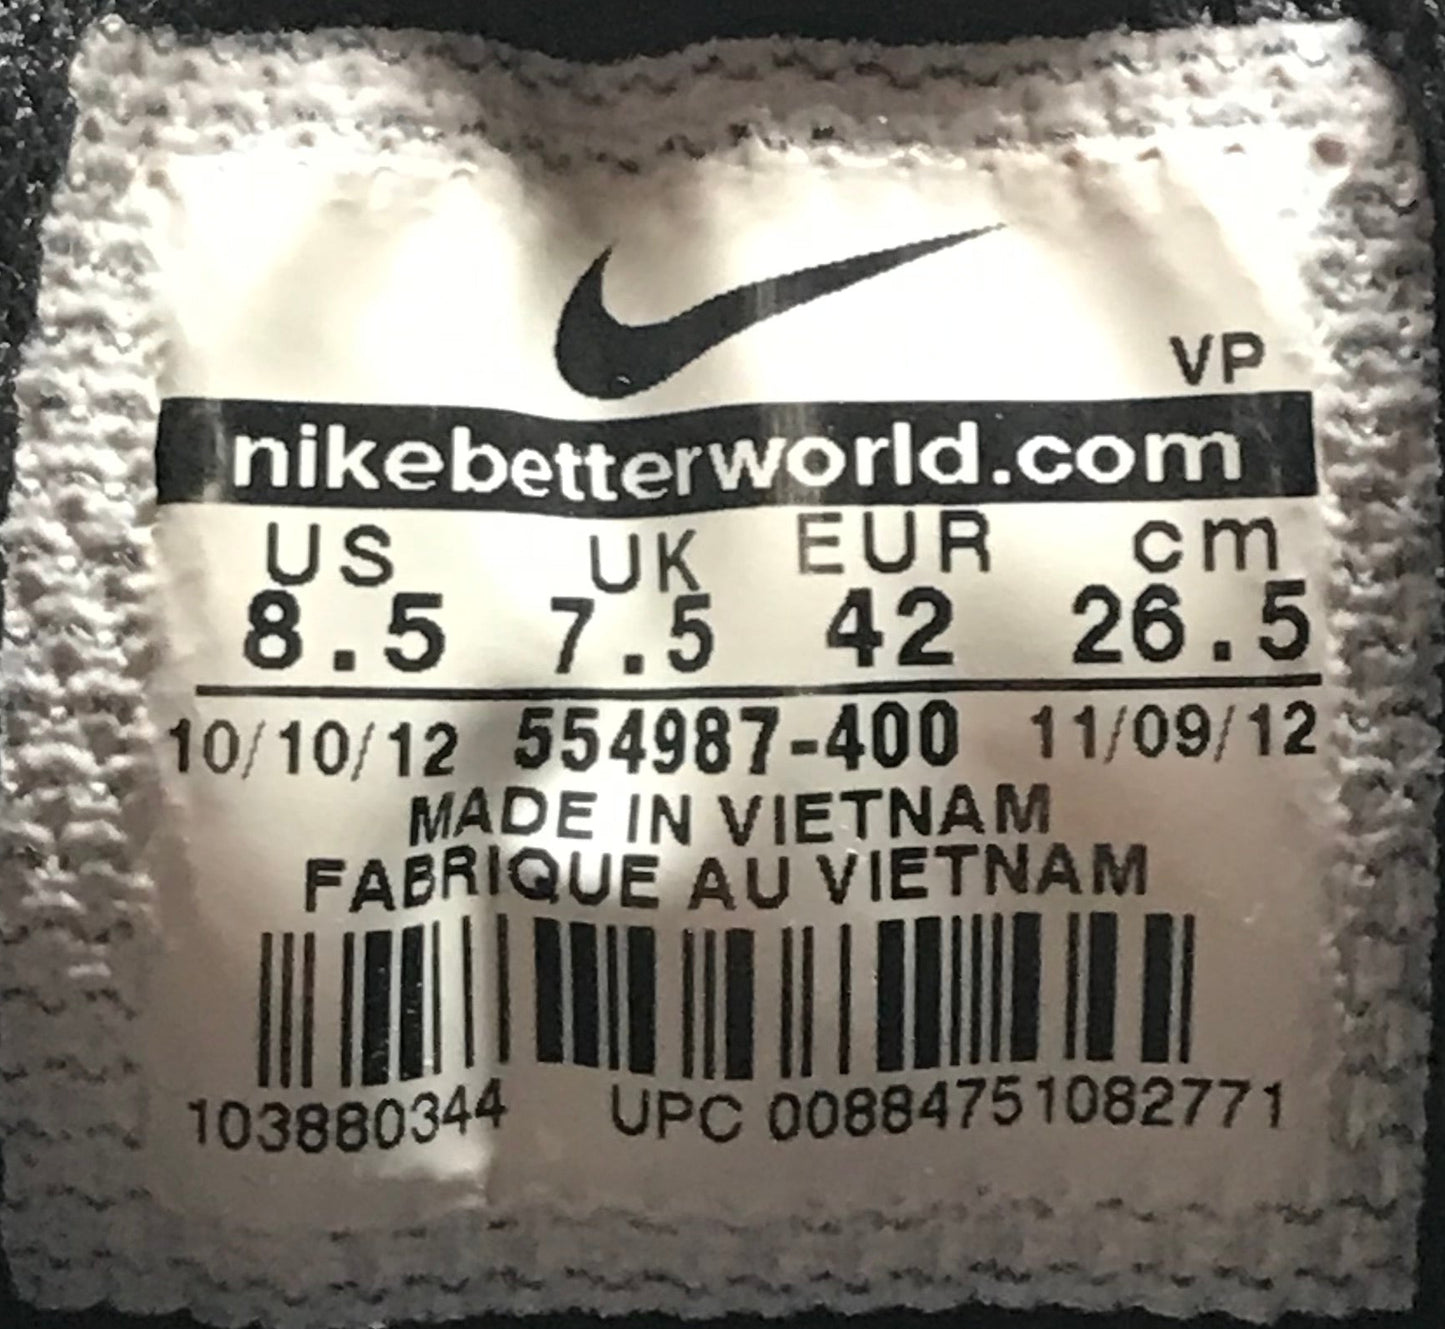 VP
nikebetterworld.com
US UK EUR cm
8.5 7.5 42 26.5
10/10/12 554987-400 11/09/12
MADE IN VIETNAM
FABRIQUE AU VIETNAM
103880344 UPC 00884751082771